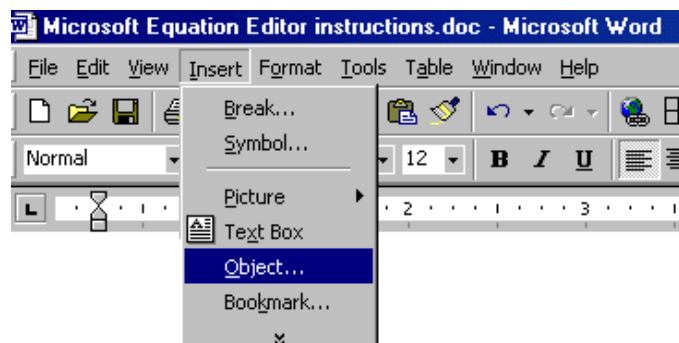 Microsoft Equation Editor instructions.doc - Microsoft Word
File Edit View Insert Format Tools Table Window Help
Break...
Symbol...
Normal 12 B I U
Picture
2 3
Text Box
Object...
Bookmark...